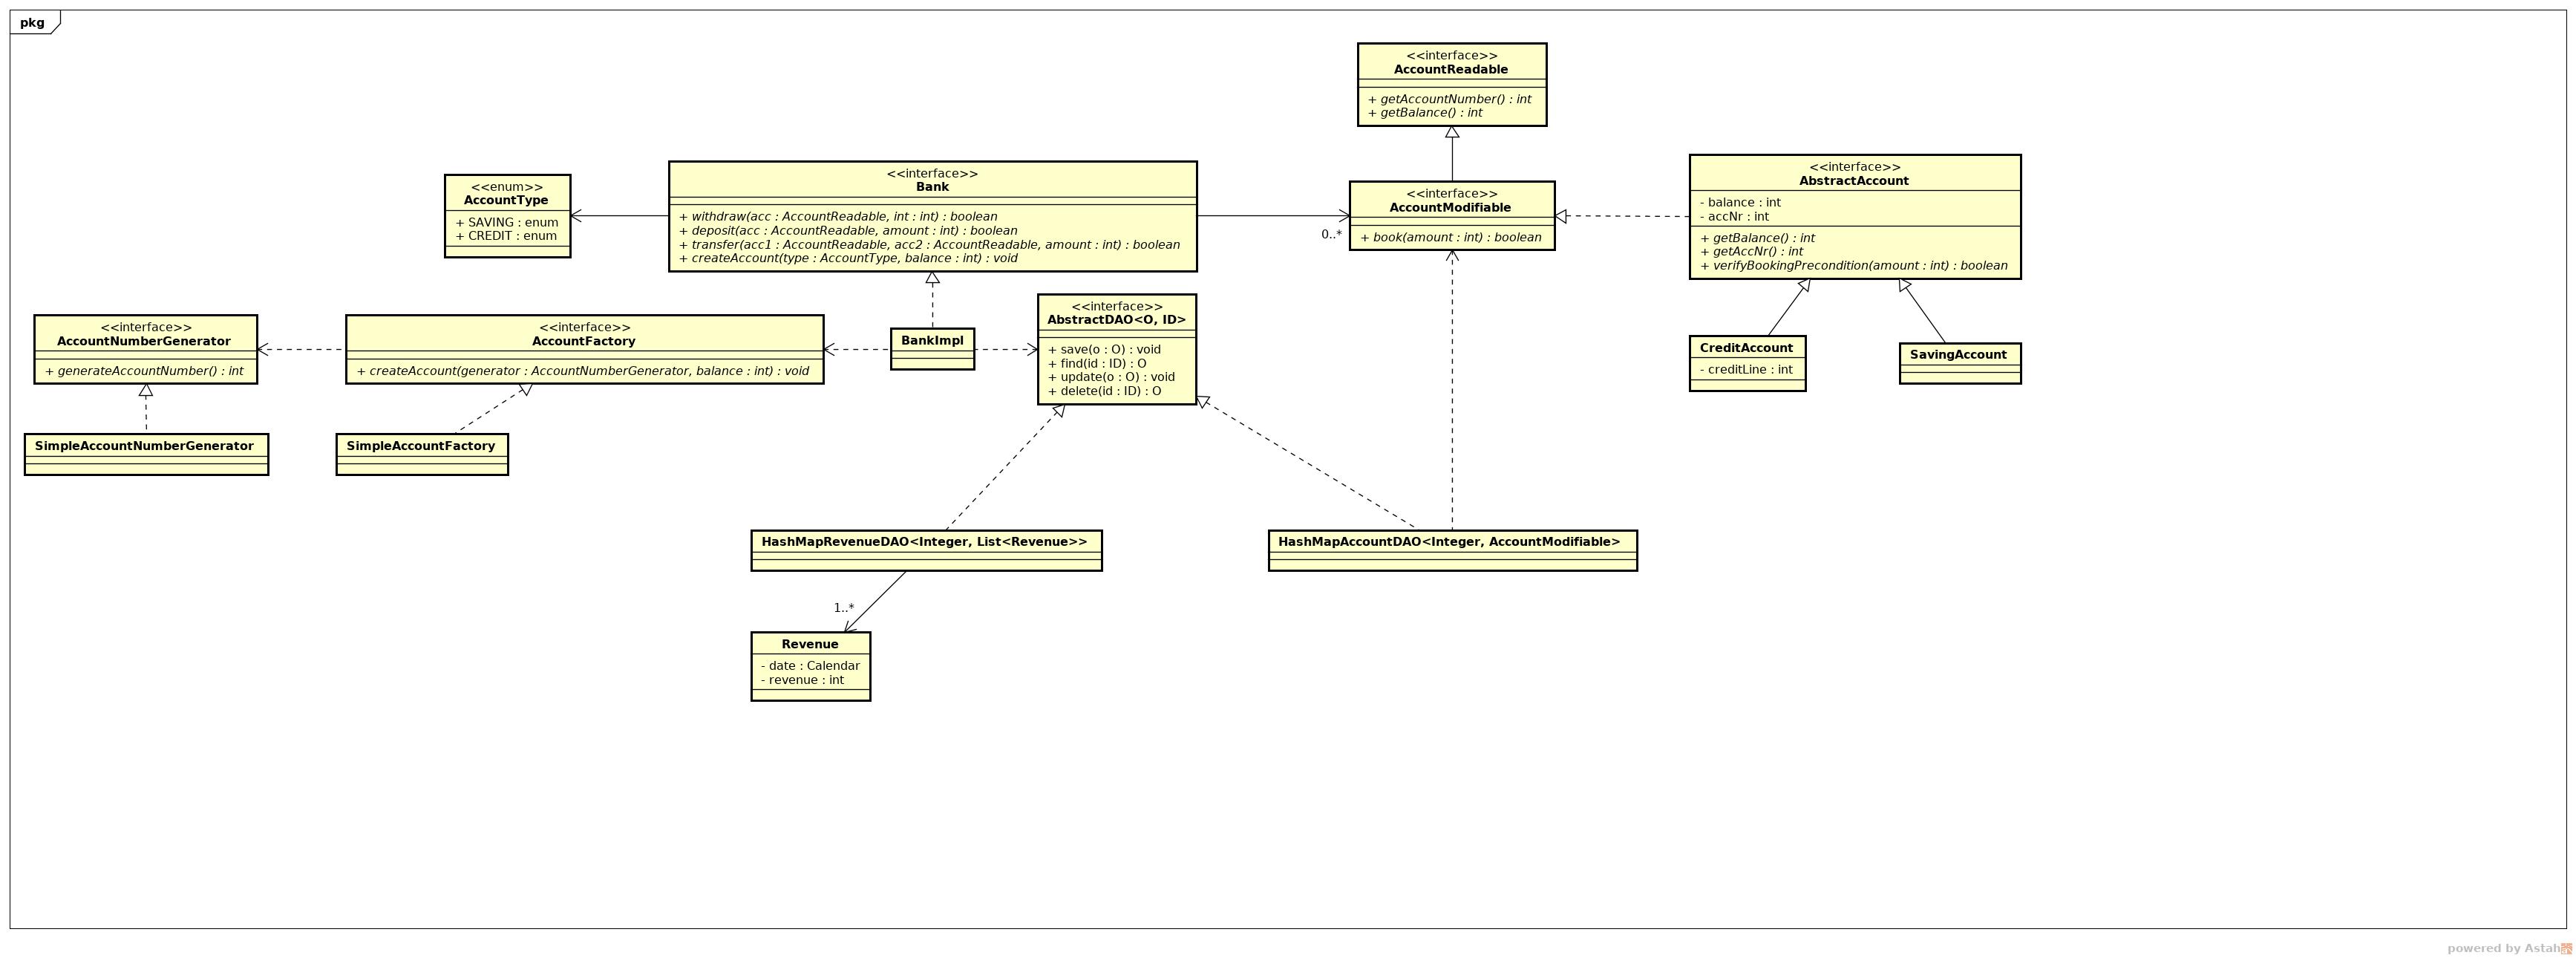 pkg
<<interface>>
AccountReadable
+ getAccountNumber() : int
+ getBalance() : int
<<enum>>
AccountType
+ SAVING : enum
+ CREDIT : enum
<<interface>>
Bank
+ withdraw(acc : AccountReadable, int : int) : boolean
+ deposit(acc : AccountReadable, amount : int) : boolean
+ transfer(acc1 : AccountReadable, acc2 : AccountReadable, amount : int) : boolean
+ createAccount(type : AccountType, balance : int) : void
0..*
<<interface>>
AccountModifiable
+ book(amount : int) : boolean
<<interface>>
AbstractAccount
- balance : int
- accNr : int
+ getBalance() : int
+ getAccNr() : int
+ verifyBookingPrecondition(amount : int) : boolean
<<interface>>
AccountNumberGenerator
+ generateAccountNumber() : int
<<interface>>
AccountFactory
+ createAccount(generator : AccountNumberGenerator, balance : int) : void
BankImpl
<<interface>>
AbstractDAO<O, ID>
+ save(o : O) : void
+ find(id : ID) : O
+ update(o : O) : void
+ delete(id : ID) : O
CreditAccount
- creditLine : int
SavingAccount
SimpleAccountNumberGenerator
SimpleAccountFactory
HashMapRevenueDAO<Integer, List<Revenue>>
HashMapAccountDAO<Integer, AccountModifiable>
1..*
Revenue
- date : Calendar
- revenue : int
powered by Astah